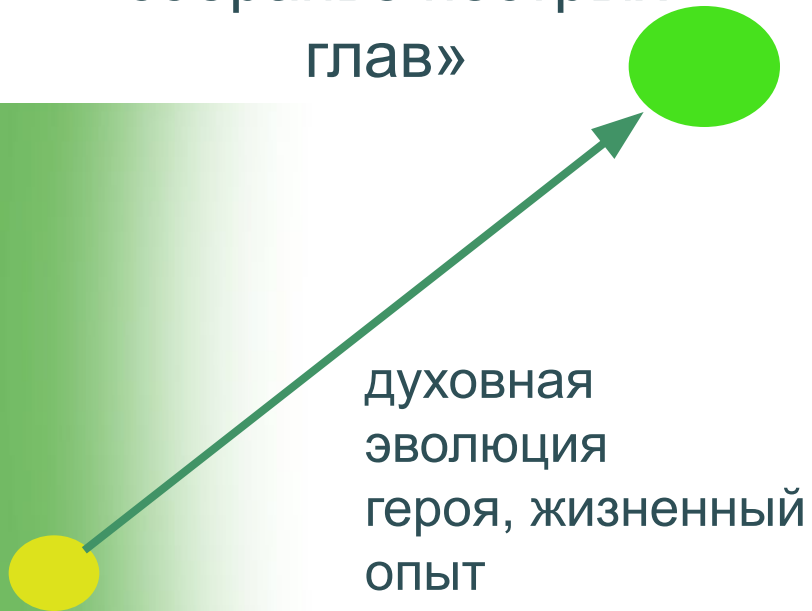 глав»
духовная
эволюция
героя, жизненный
опыт